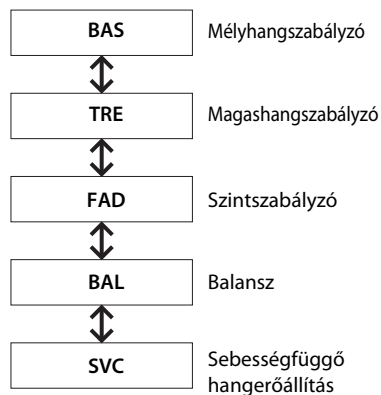 BAS Mélyhangszabályzó
TRE Magashangszabályzó
FAD Szintszabályzó
BAL Balansz
SVC Sebességfüggő
hangerőállítás